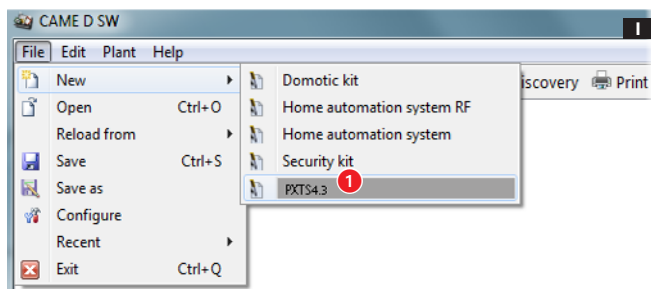 CAME D SW
I
File Edit Plant Help
iscovery Print
New
Domotic kit
Open Ctrl+O
Home automation system RF
Reload from
Home automation system
Save Ctrl+S
Security kit
Save as
PXTS4.3
1
Configure
Recent
Exit Ctrl+Q